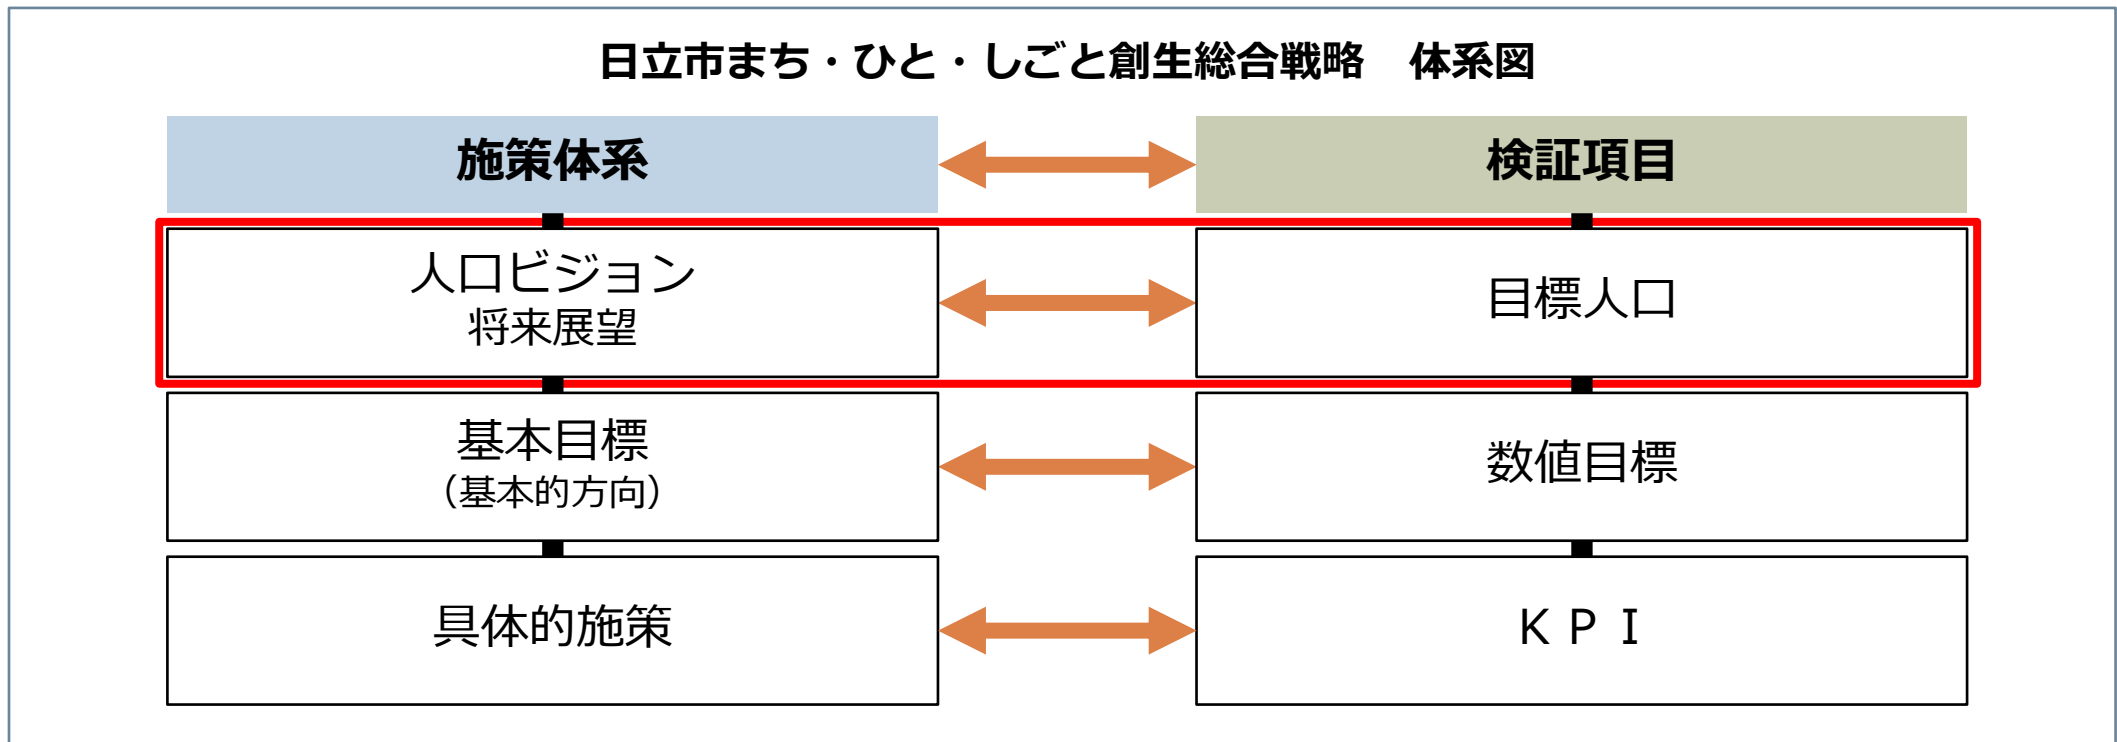 日立市まち・ひと・しごと創生総合戦略　体系図
施策体系
検証項目
人口ビジョン
将来展望
目標人口
基本目標
（基本的方向）
数値目標
具体的施策
ＫＰＩ